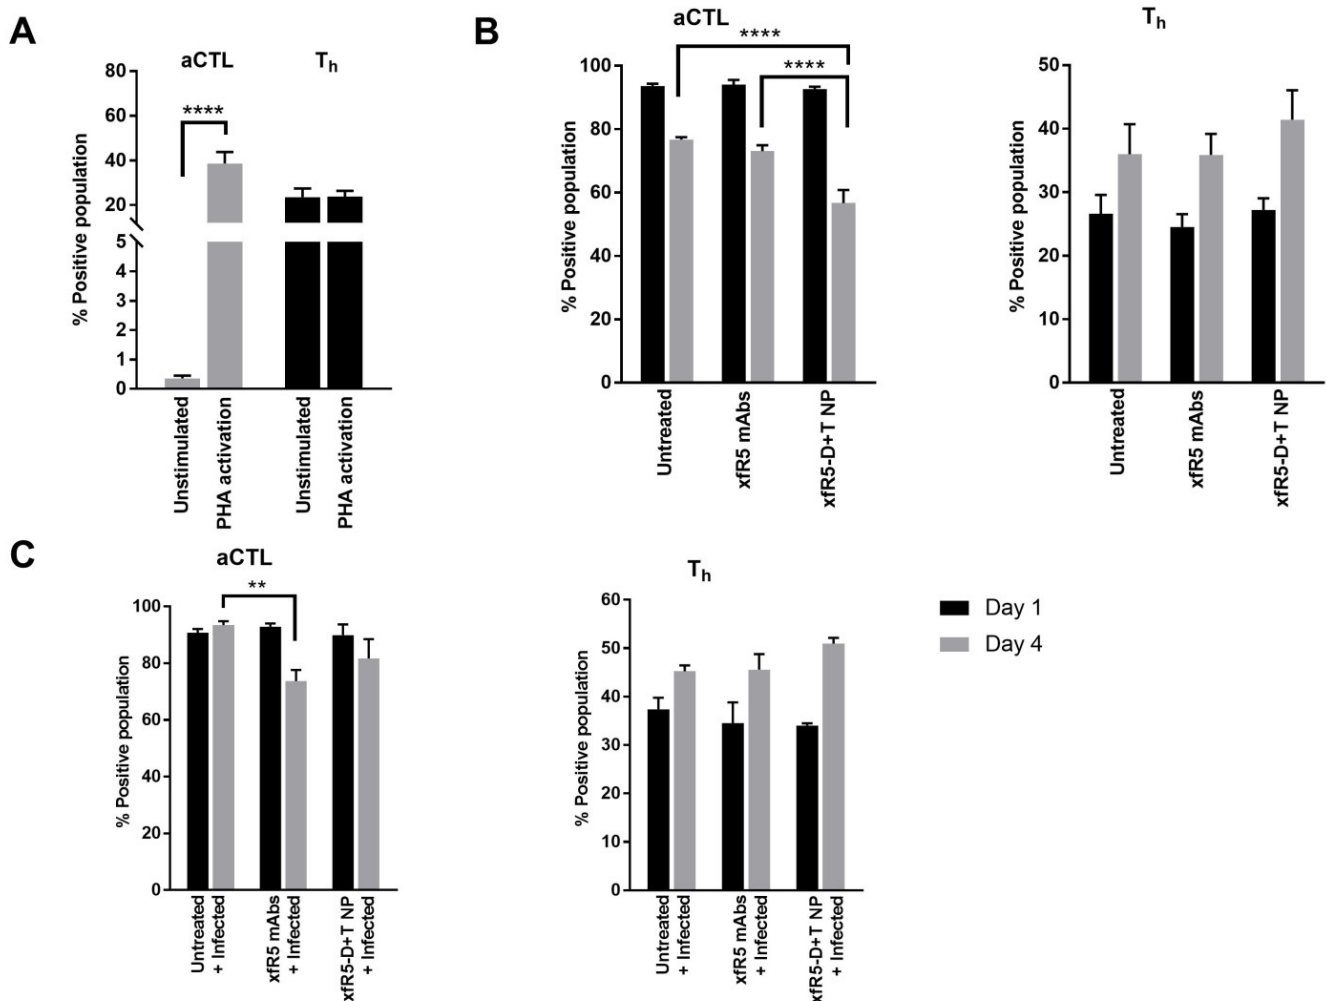 A
aCTL
Th
****
% Positive population
80
60
40
20
5
4
3
2
1
0
Unstimulated
PHA activation
Unstimulated
PHA activation
B
aCTL
****
****
% Positive population
100
80
60
40
20
0
Untreated
xfR5 mAbs
xfR5-D+T NP
Th
% Positive population
50
40
30
20
10
0
Untreated
xfR5 mAbs
xfR5-D+T NP
C
aCTL
**
% Positive population
100
80
60
40
20
0
Untreated
+ Infected
xfR5 mAbs
+ Infected
xfR5-D+T NP
+ Infected
Th
% Positive population
60
50
40
30
20
10
0
Untreated
+ Infected
xfR5 mAbs
+ Infected
xfR5-D+T NP
+ Infected
Day 1
Day 4